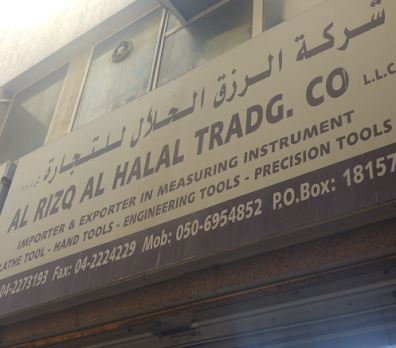 شركة الرزق الحلال للتجارة ذ.م.م
AL RIZQ AL HALAL TRADG. CO L.L.C
IMPORTER & EXPORTER IN MEASURING INSTRUMENT
LATHE TOOL - HAND TOOLS - ENGINEERING TOOLS - PRECISION TOOLS
04-2273193 Fax: 04-2224229 Mob: 050-6954852 P.O.Box: 18157